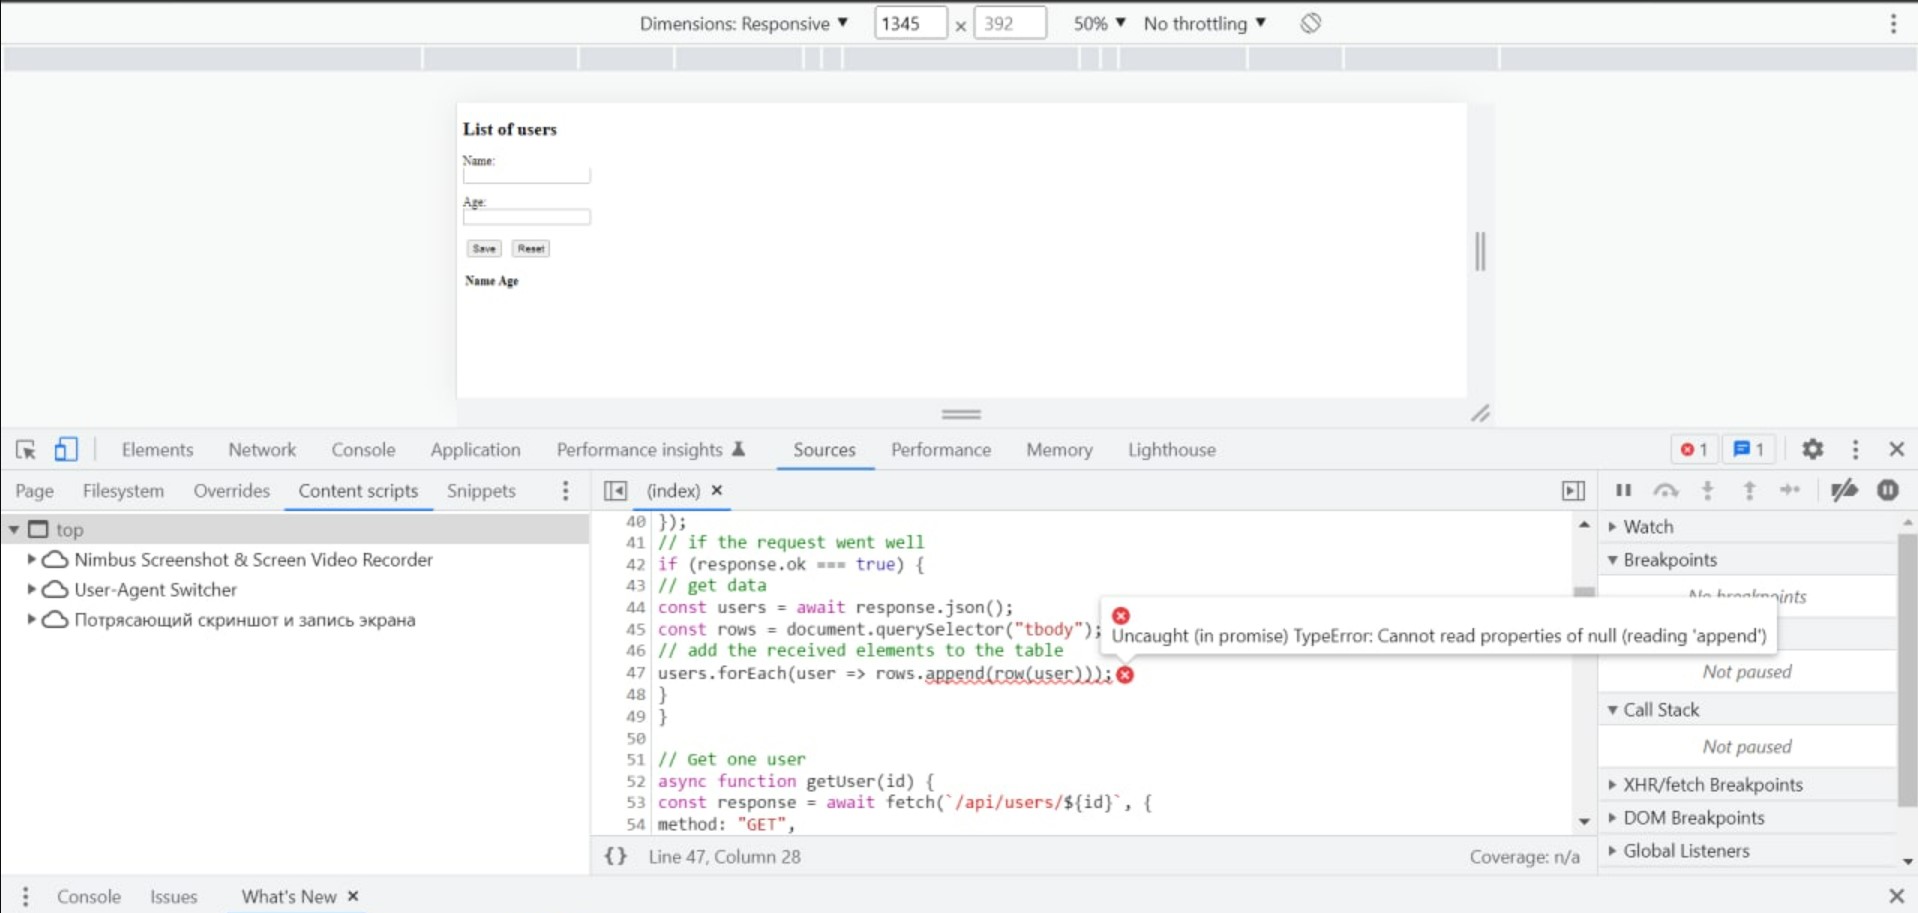 Dimensions: Responsive ▼ 1345 × 392 50% ▼ No throttling ▼
List of users
Name:
Age:
Save Reset
Name Age
Elements Network Console Application Performance insights Sources Performance Memory Lighthouse 1 1
Page Filesystem Overrides Content scripts Snippets
top
Nimbus Screenshot & Screen Video Recorder
User-Agent Switcher
Потрясающий скриншот и запись экрана
(index) ×
40 });
41 // if the request went well
42 if (response.ok === true) {
43 // get data
44 const users = await response.json();
45 const rows = document.querySelector("tbody");
46 // add the received elements to the table
47 users.forEach(user => rows.append(row(user)));
48 }
49 }
50
51 // Get one user
52 async function getUser(id) {
53 const response = await fetch(`/api/users/${id}`, {
54 method: "GET",
Uncaught (in promise) TypeError: Cannot read properties of null (reading 'append')
{} Line 47, Column 28 Coverage: n/a
Watch
Breakpoints
No breakpoints
Not paused
Call Stack
Not paused
XHR/fetch Breakpoints
DOM Breakpoints
Global Listeners
Console Issues What's New ×